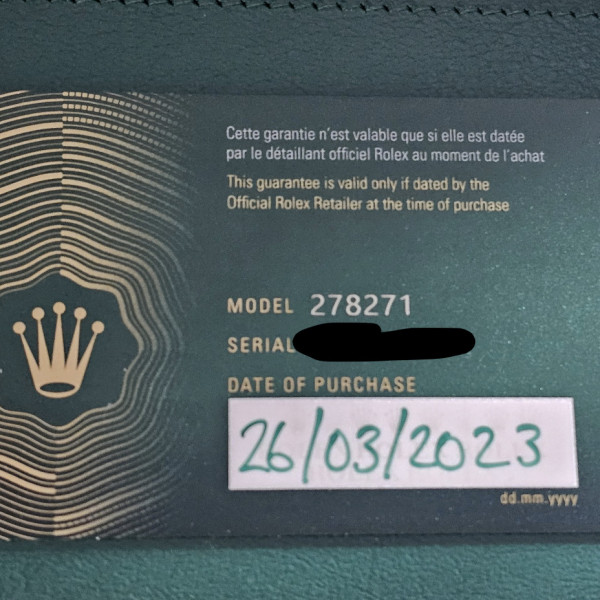 Cette garantie n'est valable que si elle est datée
par le détaillant officiel Rolex au moment de l'achat
This guarantee is valid only if dated by the
Official Rolex Retailer at the time of purchase
MODEL 278271
SERIAL
DATE OF PURCHASE
26/03/2023
dd.mm.yyyy